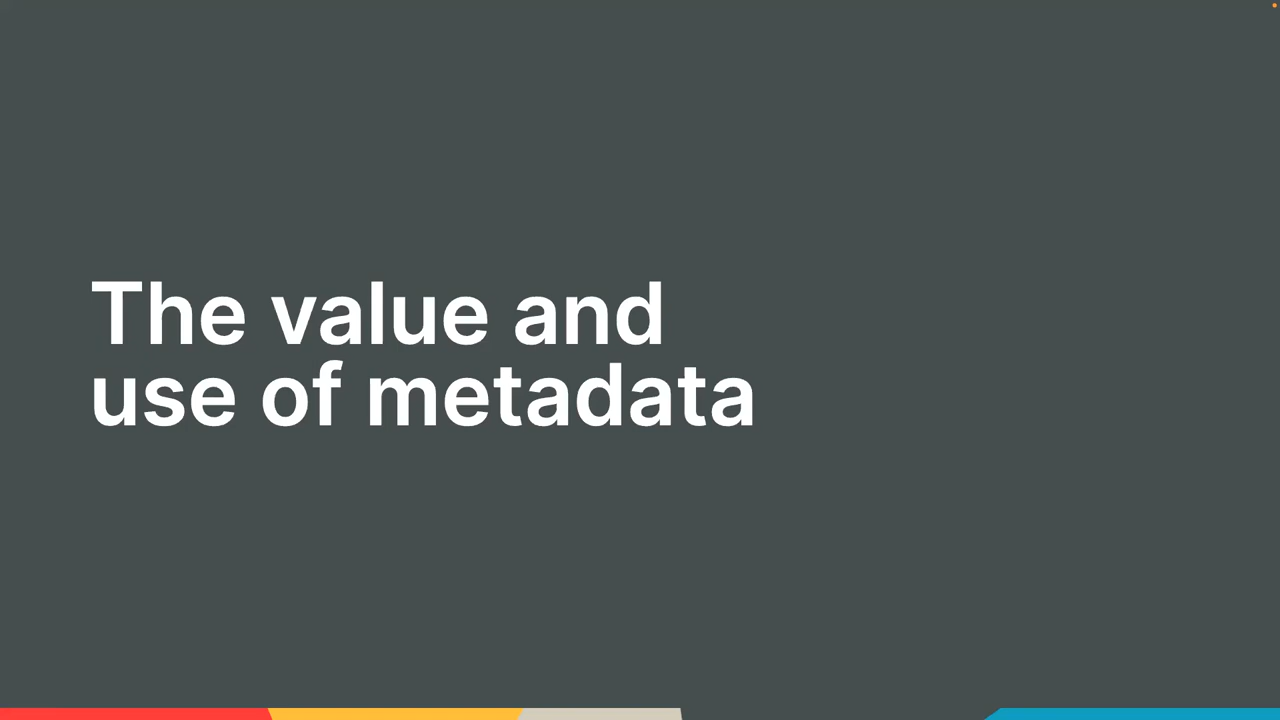 The value and
use of metadata